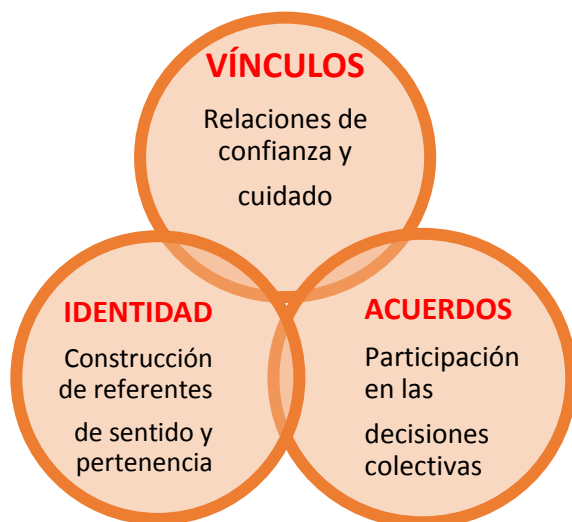 VÍNCULOS
Relaciones de
confianza y
cuidado
IDENTIDAD
Construcción
de referentes
de sentido y
pertenencia
ACUERDOS
Participación
en las
decisiones
colectivas